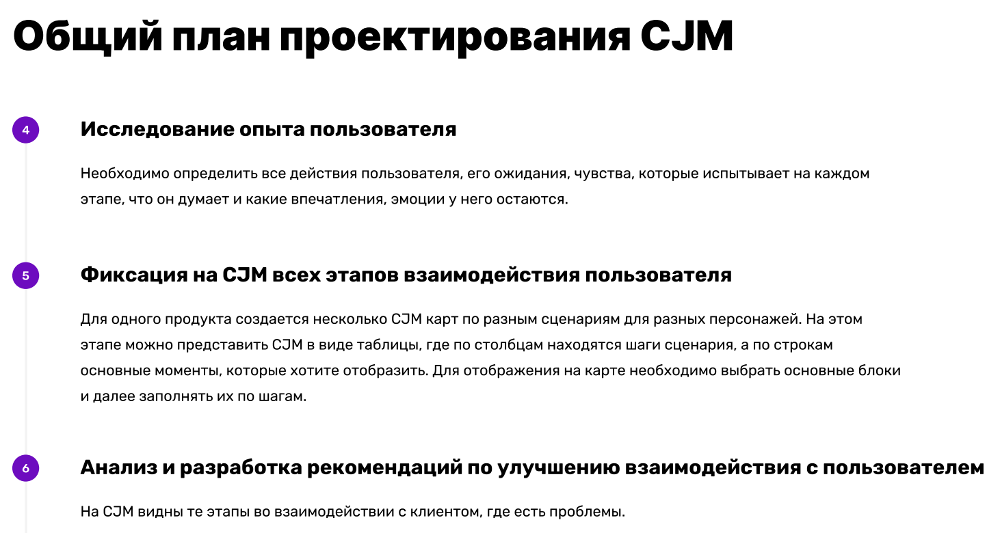 Общий план проектирования CJM
4
Исследование опыта пользователя
Необходимо определить все действия пользователя, его ожидания, чувства, которые испытывает на каждом
этапе, что он думает и какие впечатления, эмоции у него остаются.
5
Фиксация на CJM всех этапов взаимодействия пользователя
Для одного продукта создается несколько CJM карт по разным сценариям для разных персонажей. На этом
этапе можно представить CJM в виде таблицы, где по столбцам находятся шаги сценария, а по строкам
основные моменты, которые хотите отобразить. Для отображения на карте необходимо выбрать основные блоки
и далее заполнять их по шагам.
6
Анализ и разработка рекомендаций по улучшению взаимодействия с пользователем
На CJM видны те этапы во взаимодействии с клиентом, где есть проблемы.